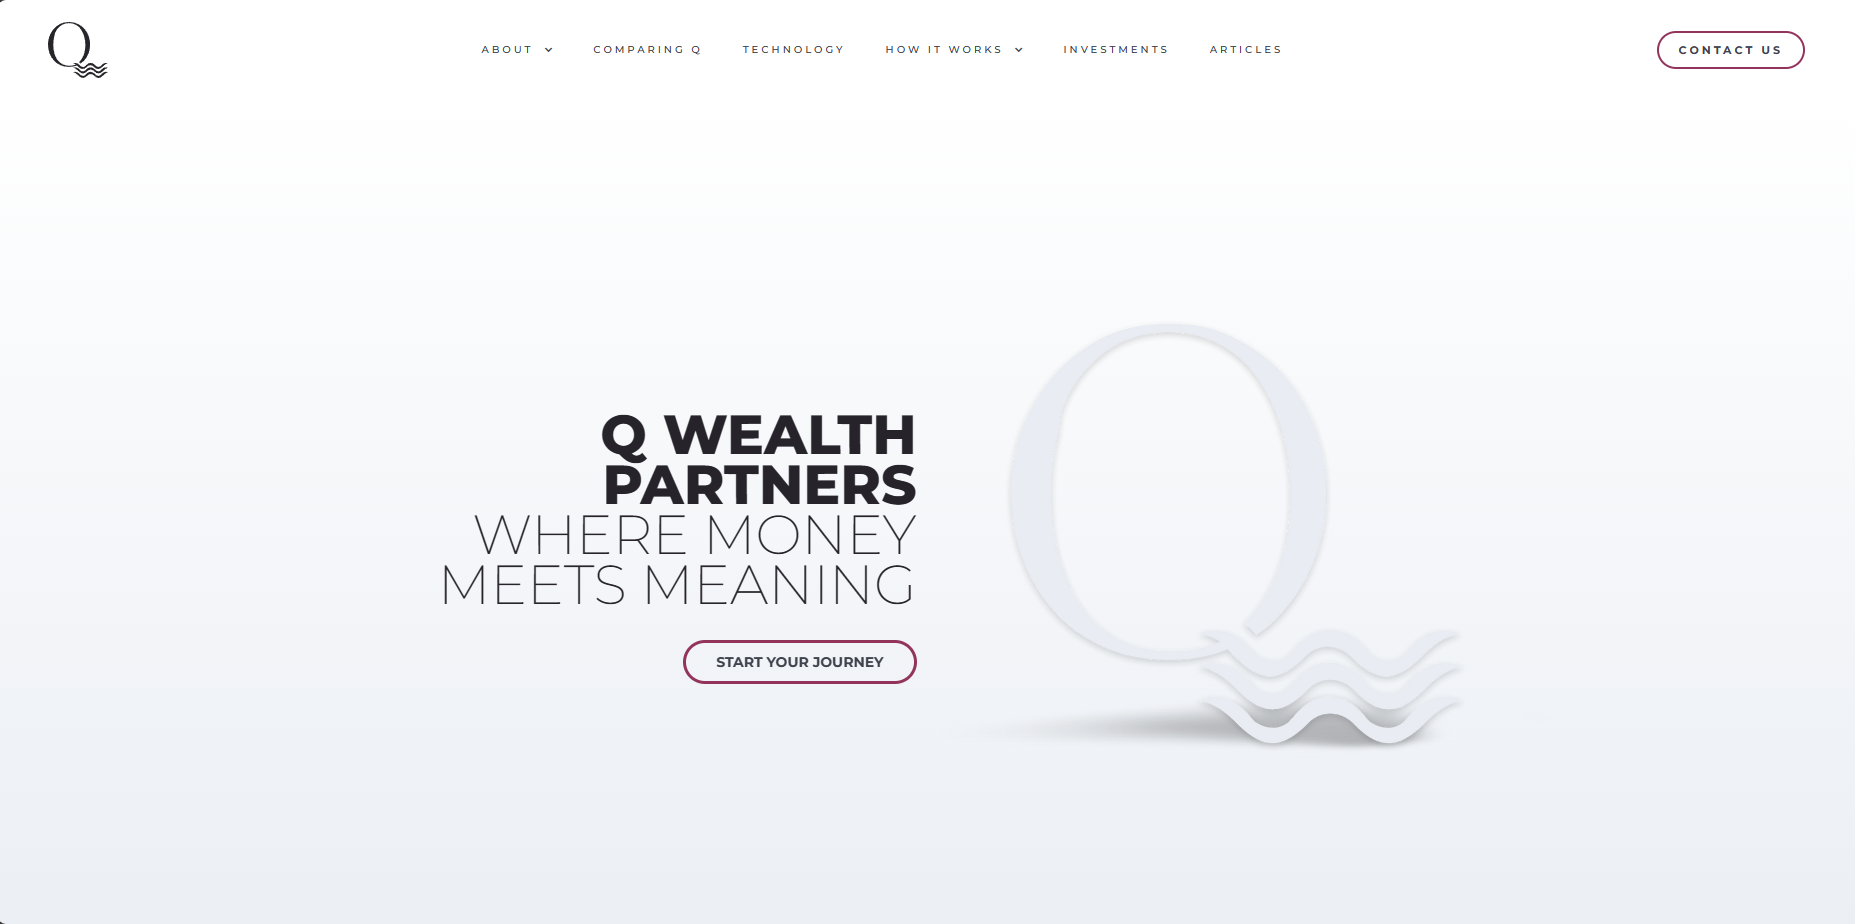 Q
ABOUT
COMPARING Q
TECHNOLOGY
HOW IT WORKS
INVESTMENTS
ARTICLES
CONTACT US
Q WEALTH
PARTNERS
WHERE MONEY
MEETS MEANING
START YOUR JOURNEY
Q